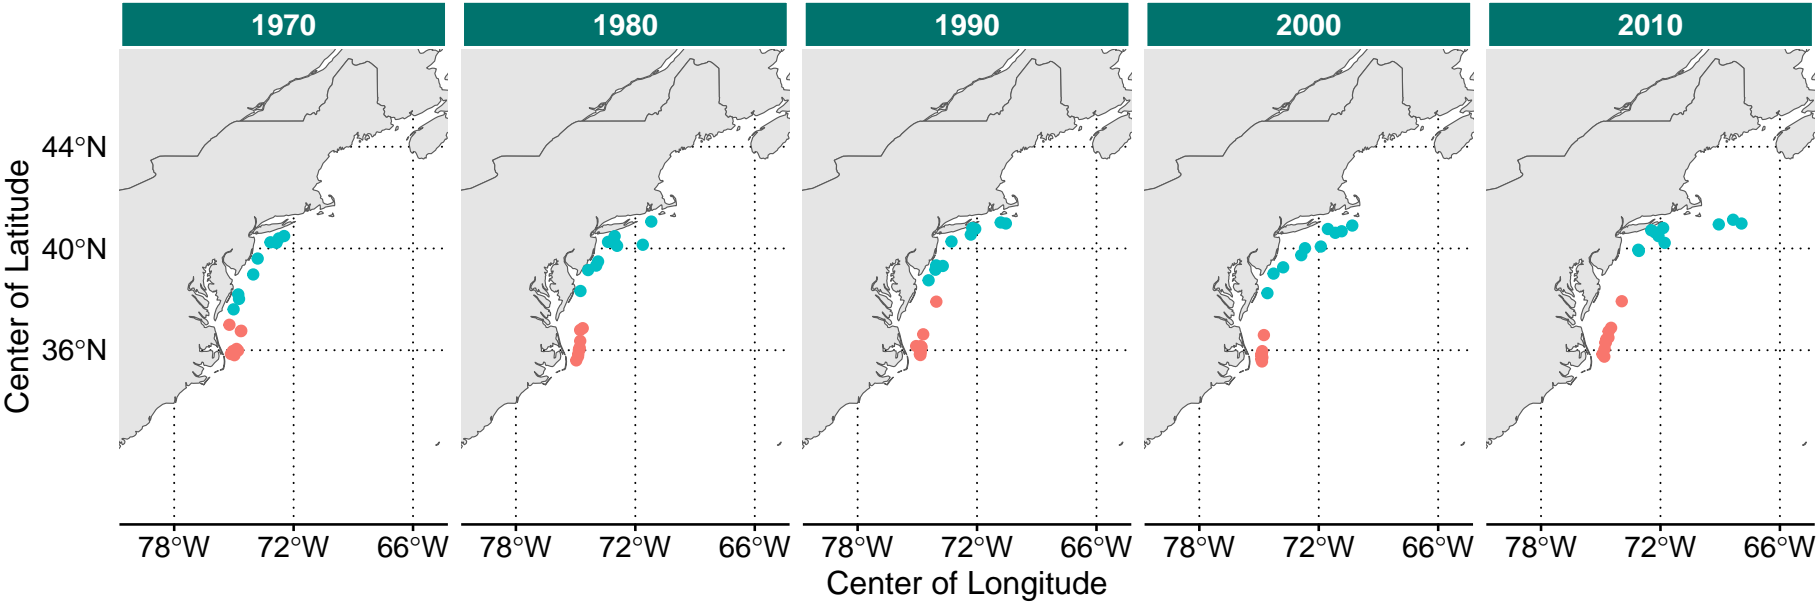 1970 1980 1990 2000 2010
Center of Latitude
44°N
40°N
36°N
78°W 72°W 66°W 78°W 72°W 66°W 78°W 72°W 66°W 78°W 72°W 66°W 78°W 72°W 66°W
Center of Longitude